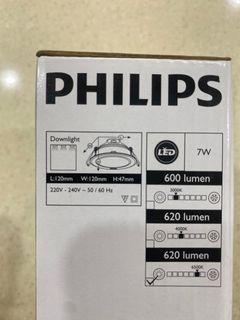 PHILIPS
Downlight
L:120mm W:120mm H:47mm
220V - 240V ~ 50 / 60 Hz
LED
7W
600 lumen
3000K
620 lumen
4000K
620 lumen
6500K